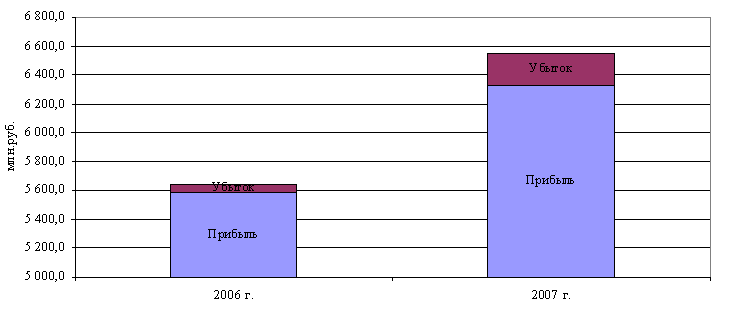 6 800,0
6 600,0
6 400,0
6 200,0
6 000,0
5 800,0
5 600,0
5 400,0
5 200,0
5 000,0
млн.руб.
Убыток
Прибыль
Убыток
Прибыль
2006 г.
2007 г.